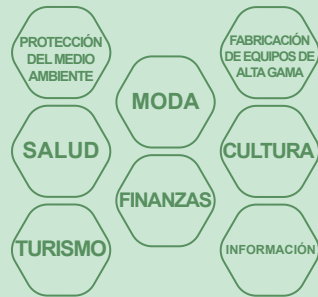 PROTECCIÓN
DEL MEDIO
AMBIENTE
FABRICACIÓN
DE EQUIPOS DE
ALTA GAMA
MODA
SALUD
CULTURA
FINANZAS
TURISMO
INFORMACIÓN